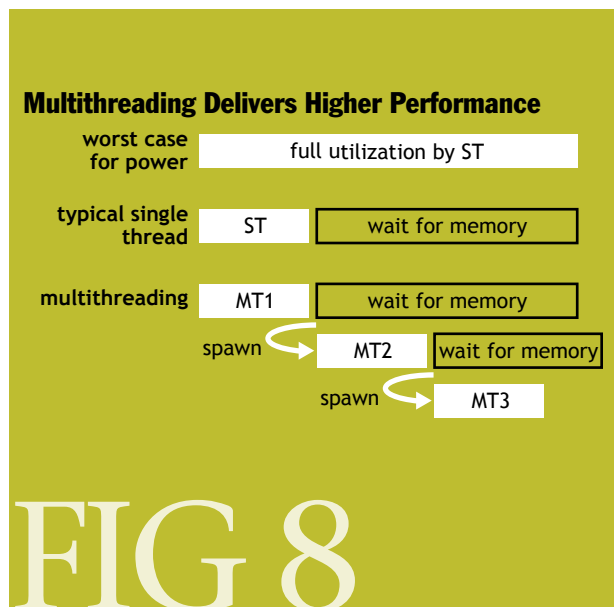 Multithreading Delivers Higher Performance
worst case
for power
full utilization by ST
typical single
thread
ST
wait for memory
multithreading
MT1
wait for memory
spawn
MT2
wait for memory
spawn
MT3
FIG 8